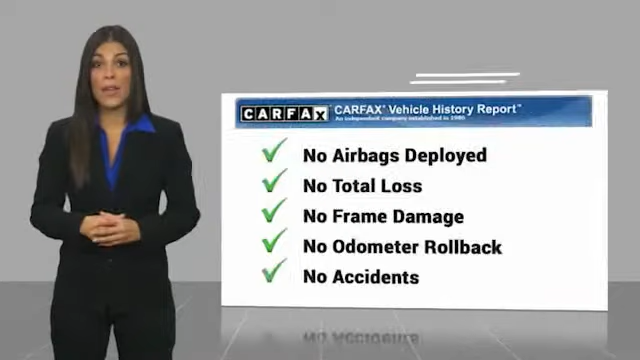 CARFAX CARFAX Vehicle History Report™
An independent company established in 1986
No Airbags Deployed
No Total Loss
No Frame Damage
No Odometer Rollback
No Accidents